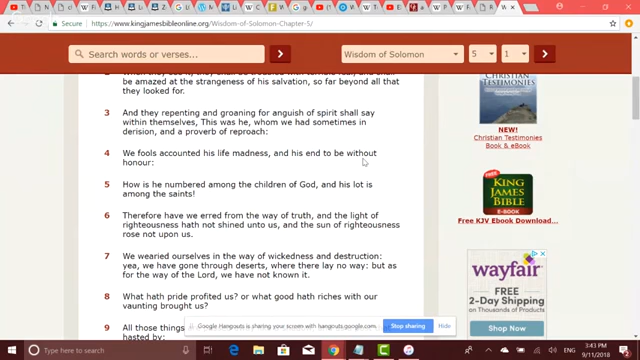 Secure https://www.kingjamesbibleonline.org/Wisdom-of-Solomon-Chapter-5/
Search words or verses...
Wisdom of Solomon
5
1
be amazed at the strangeness of his salvation, so far beyond all that
they looked for.
3 And they repenting and groaning for anguish of spirit shall say
within themselves, This was he, whom we had sometimes in
derision, and a proverb of reproach:
4 We fools accounted his life madness, and his end to be without
honour:
5 How is he numbered among the children of God, and his lot is
among the saints!
6 Therefore have we erred from the way of truth, and the light of
righteousness hath not shined unto us, and the sun of righteousness
rose not upon us.
7 We wearied ourselves in the way of wickedness and destruction:
yea, we have gone through deserts, where there lay no way: but as
for the way of the Lord, we have not known it.
8 What hath pride profited us? or what good hath riches with our
vaunting brought us?
9 All those things
hasted by:
CHRISTIAN
TESTIMONIES
NEW!
Christian Testimonies
Book & eBook
FREE
KING
JAMES
BIBLE
E-BOOK
Free KJV Ebook Download...
wayfair
FREE
2-Day Shipping
on Thousands of Products
Shop Now
Google Hangouts is sharing your screen with hangouts.google.com.
Stop sharing
Hide
Type here to search
3:43 PM
9/11/2018